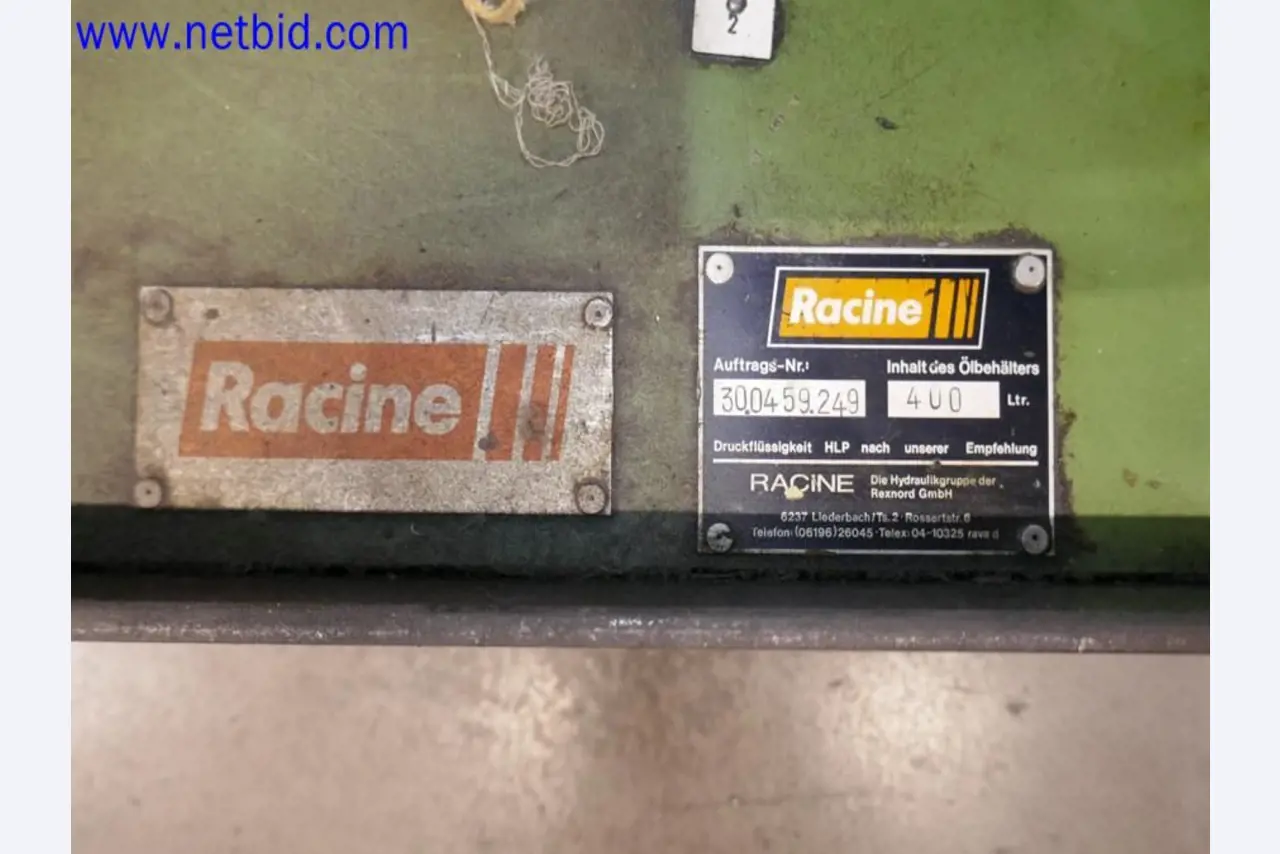 www.netbid.com
2
Racine
Racine
Auftrags-Nr.: Inhalt des Ölbehälters
30.0459.249 400 Ltr.
Druckflüssigkeit HLP nach unserer Empfehlung
RACINE Die Hydraulikgruppe der
Rexnord GmbH
6237 Liederbach/Ts.2 · Rossertstr. 6
Telefon: (06196) 26045 · Telex: 04-10325 rava d